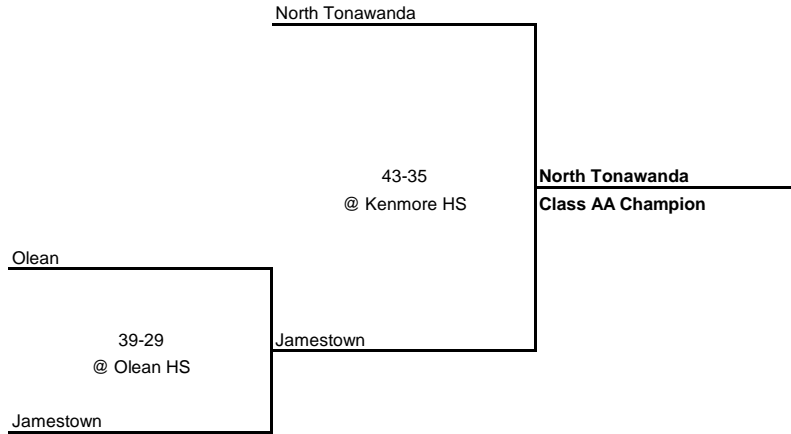 North Tonawanda
43-35
North Tonawanda
@ Kenmore HS
Class AA Champion
Olean
39-29
Jamestown
@ Olean HS
Jamestown